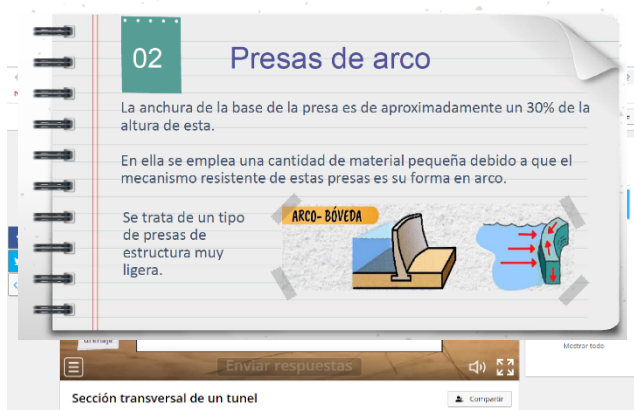 02
Presas de arco
La anchura de la base de la presa es de aproximadamente un 30% de la
altura de esta.
En ella se emplea una cantidad de material pequeña debido a que el
mecanismo resistente de estas presas es su forma en arco.
Se trata de un tipo
de presas de
estructura muy
ligera.
ARCO- BÓVEDA
Enviar respuestas
Mostrar todo
Sección transversal de un tunel
Compartir